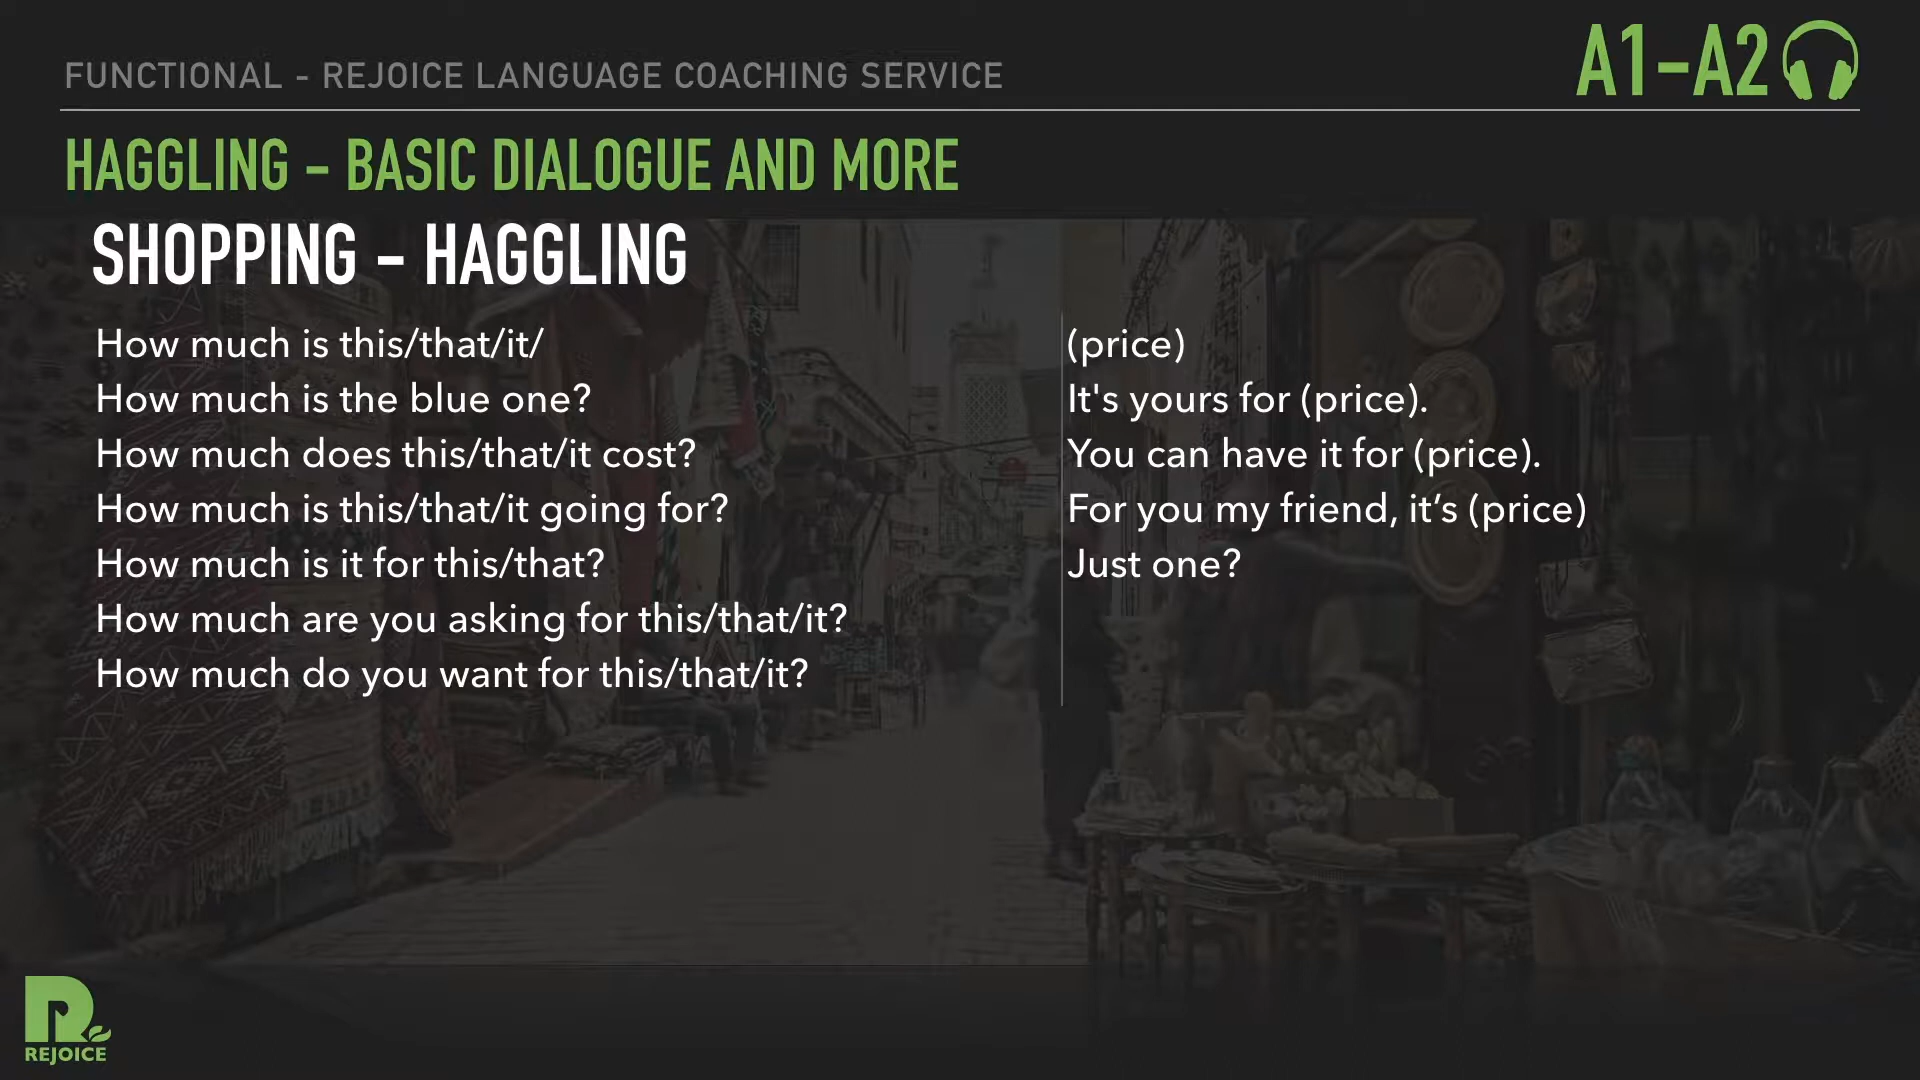 FUNCTIONAL - REJOICE LANGUAGE COACHING SERVICE
A1-A2
HAGGLING - BASIC DIALOGUE AND MORE
SHOPPING - HAGGLING
How much is this/that/it/
How much is the blue one?
How much does this/that/it cost?
How much is this/that/it going for?
How much is it for this/that?
How much are you asking for this/that/it?
How much do you want for this/that/it?
(price)
It's yours for (price).
You can have it for (price).
For you my friend, it’s (price)
Just one?
REJOICE